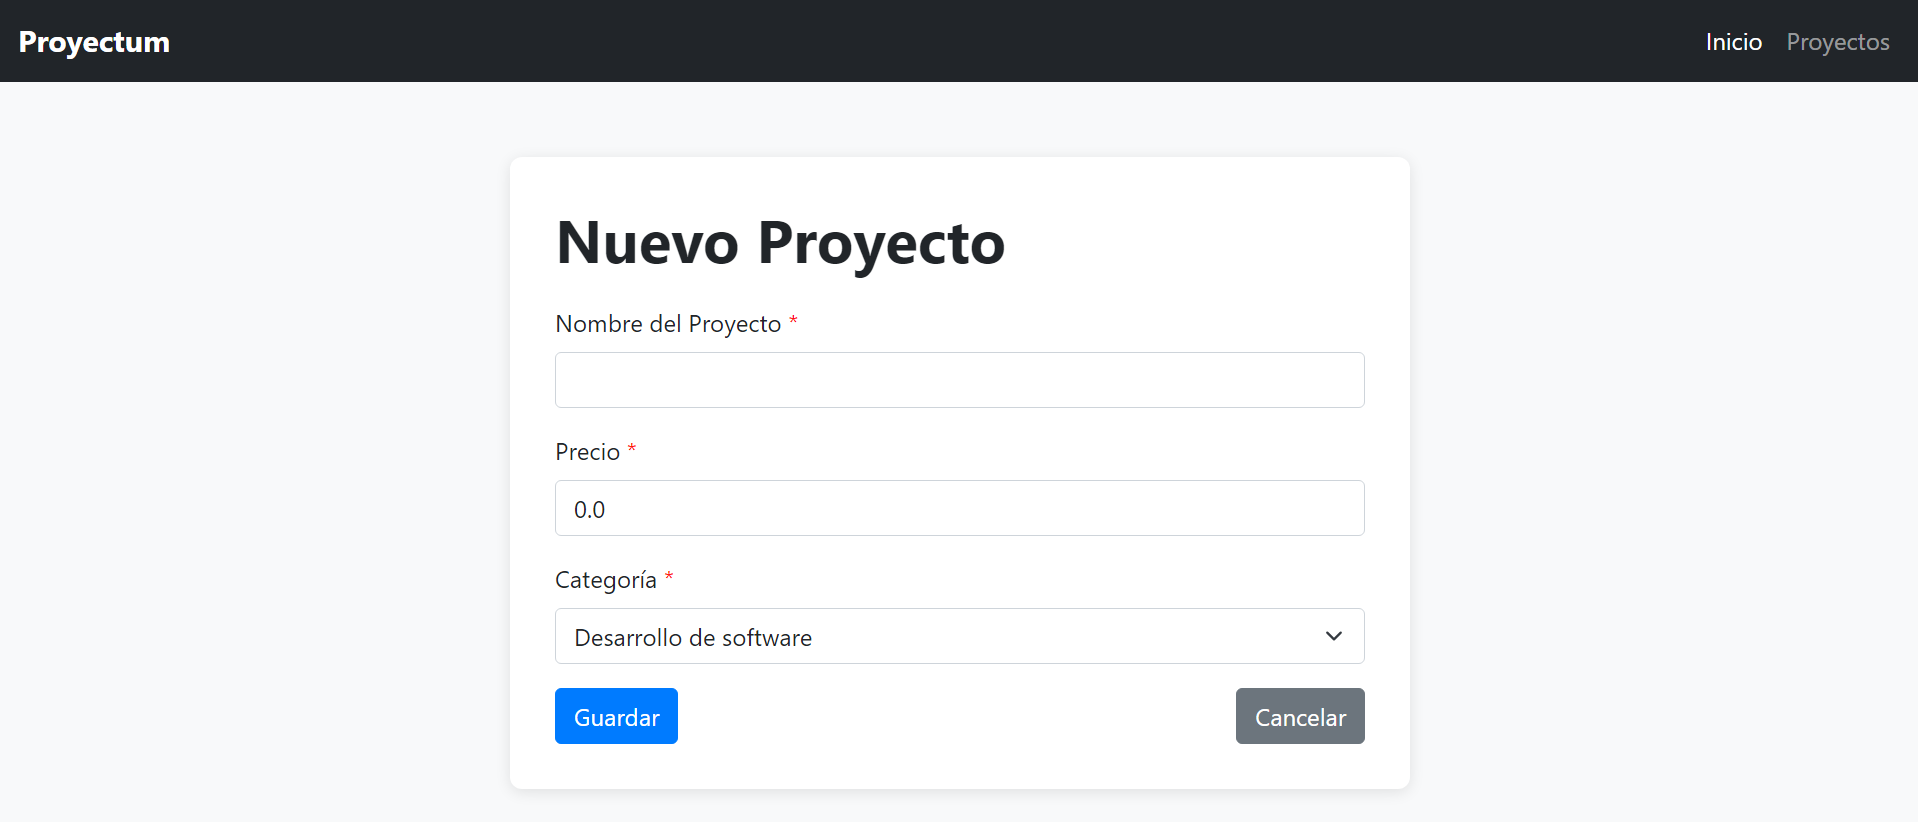 Proyectum
Inicio Proyectos
Nuevo Proyecto
Nombre del Proyecto *
Precio *
0.0
Categoría *
Desarrollo de software
Guardar Cancelar